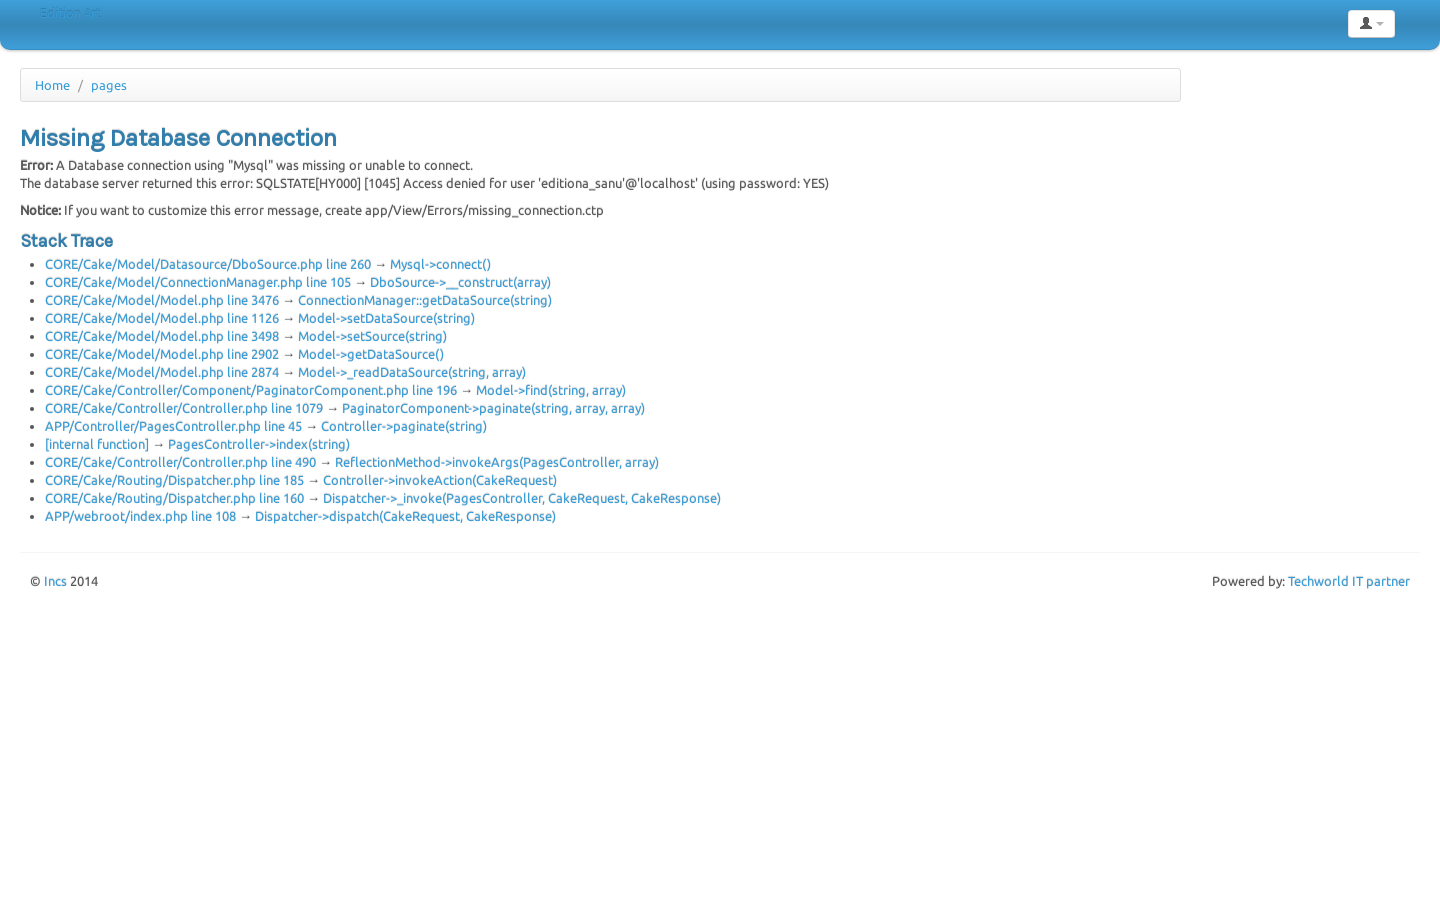 Edition Art
Home / pages
Missing Database Connection
Error: A Database connection using "Mysql" was missing or unable to connect.
The database server returned this error: SQLSTATE[HY000] [1045] Access denied for user 'editiona_sanu'@'localhost' (using password: YES)
Notice: If you want to customize this error message, create app/View/Errors/missing_connection.ctp
Stack Trace
CORE/Cake/Model/Datasource/DboSource.php line 260 → Mysql->connect()
CORE/Cake/Model/ConnectionManager.php line 105 → DboSource->__construct(array)
CORE/Cake/Model/Model.php line 3476 → ConnectionManager::getDataSource(string)
CORE/Cake/Model/Model.php line 1126 → Model->setDataSource(string)
CORE/Cake/Model/Model.php line 3498 → Model->setSource(string)
CORE/Cake/Model/Model.php line 2902 → Model->getDataSource()
CORE/Cake/Model/Model.php line 2874 → Model->_readDataSource(string, array)
CORE/Cake/Controller/Component/PaginatorComponent.php line 196 → Model->find(string, array)
CORE/Cake/Controller/Controller.php line 1079 → PaginatorComponent->paginate(string, array, array)
APP/Controller/PagesController.php line 45 → Controller->paginate(string)
[internal function] → PagesController->index(string)
CORE/Cake/Controller/Controller.php line 490 → ReflectionMethod->invokeArgs(PagesController, array)
CORE/Cake/Routing/Dispatcher.php line 185 → Controller->invokeAction(CakeRequest)
CORE/Cake/Routing/Dispatcher.php line 160 → Dispatcher->_invoke(PagesController, CakeRequest, CakeResponse)
APP/webroot/index.php line 108 → Dispatcher->dispatch(CakeRequest, CakeResponse)
© Incs 2014
Powered by: Techworld IT partner